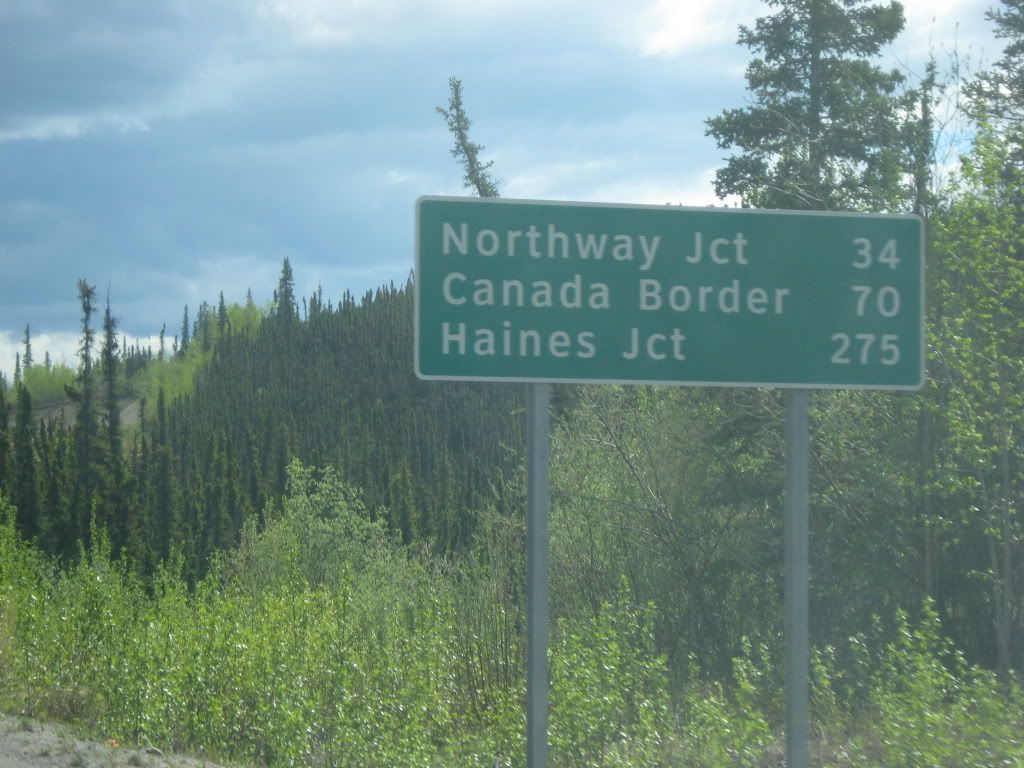 Northway Jct 34
Canada Border 70
Haines Jct 275